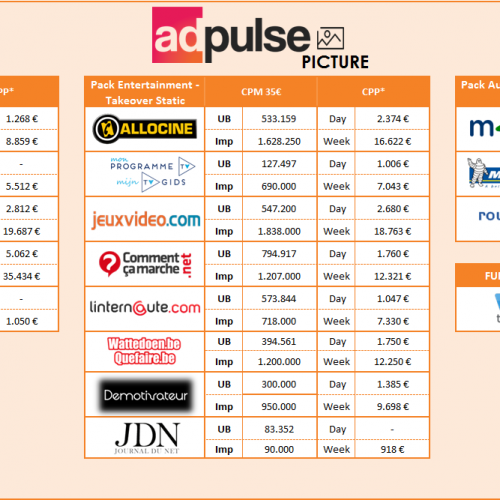 adpulse
PICTURE
PP*
1.268 €
8.859 €
-
5.512 €
2.812 €
19.687 €
5.062 €
35.434 €
-
1.050 €
Pack Entertainment - CPM 35€ CPP*
Takeover Static
ALLOCINE UB 533.159 Day 2.374 €
Imp 1.628.250 Week 16.622 €
mon PROGRAMME TV UB 127.497 Day 1.006 €
mijn TV GIDS Imp 690.000 Week 7.043 €
jeuxvideo.com UB 547.200 Day 2.680 €
Imp 1.838.000 Week 18.763 €
Comment UB 794.917 Day 1.760 €
ça marche .net Imp 1.207.000 Week 12.321 €
linternaute.com UB 573.844 Day 1.047 €
Imp 718.000 Week 7.330 €
Wattedoen.be UB 394.561 Day 1.750 €
Quefaire.be Imp 1.200.000 Week 12.250 €
Demotivateur UB 300.000 Day 1.385 €
Imp 950.000 Week 9.698 €
JDN UB 83.352 Day -
JOURNAL DU NET Imp 90.000 Week 918 €
Pack Au
m
rou
FU